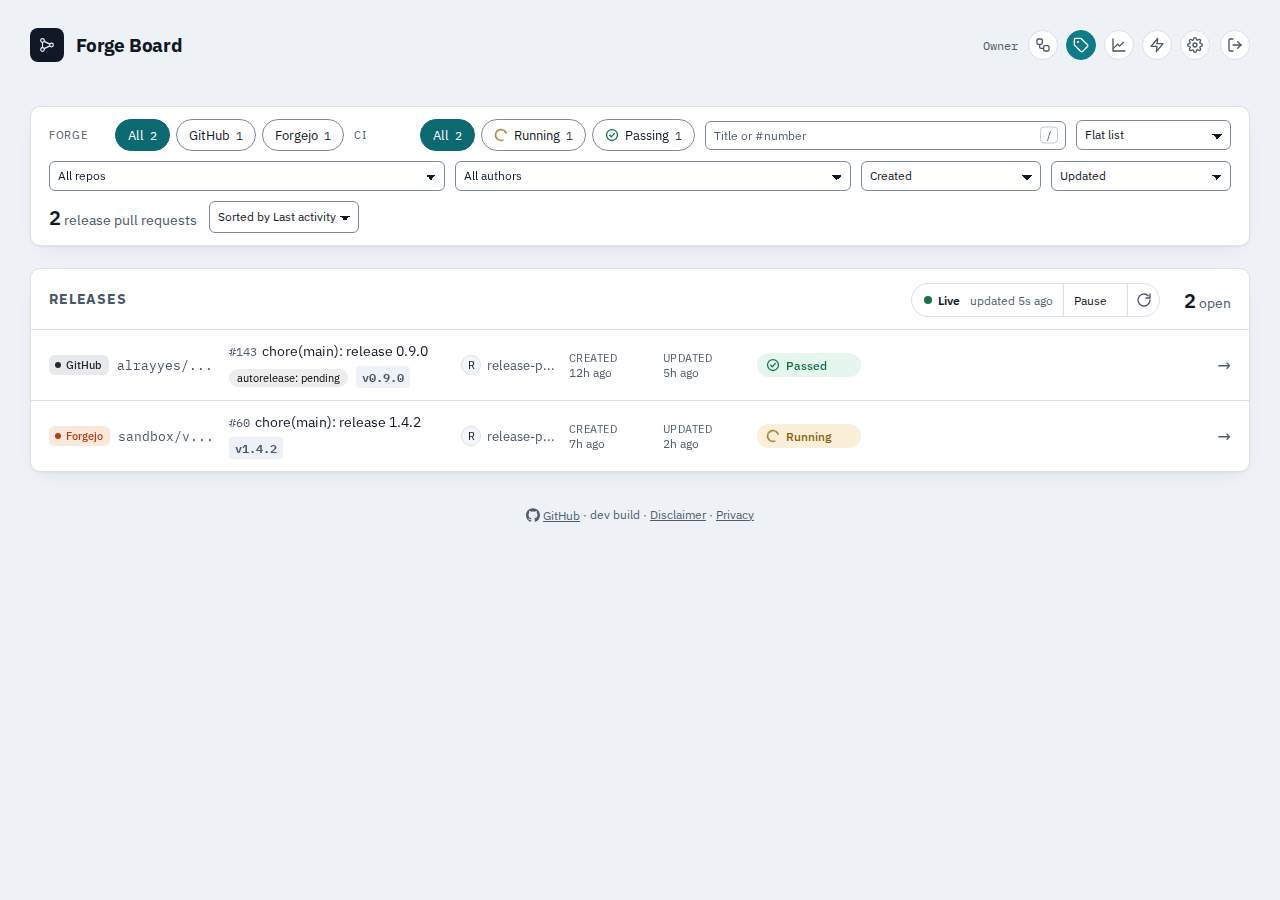 Forge Board
Owner
FORGE All 2 GitHub 1 Forgejo 1 CI All 2 Running 1 Passing 1 Title or #number / Flat list
All repos All authors Created Updated
2 release pull requests Sorted by Last activity
RELEASES Live updated 5s ago Pause 2 open
GitHub alrayyes/... #143 chore(main): release 0.9.0 R release-p... CREATED UPDATED Passed →
autorelease: pending v0.9.0 12h ago 5h ago
Forgejo sandbox/v... #60 chore(main): release 1.4.2 R release-p... CREATED UPDATED Running →
v1.4.2 7h ago 2h ago
GitHub · dev build · Disclaimer · Privacy